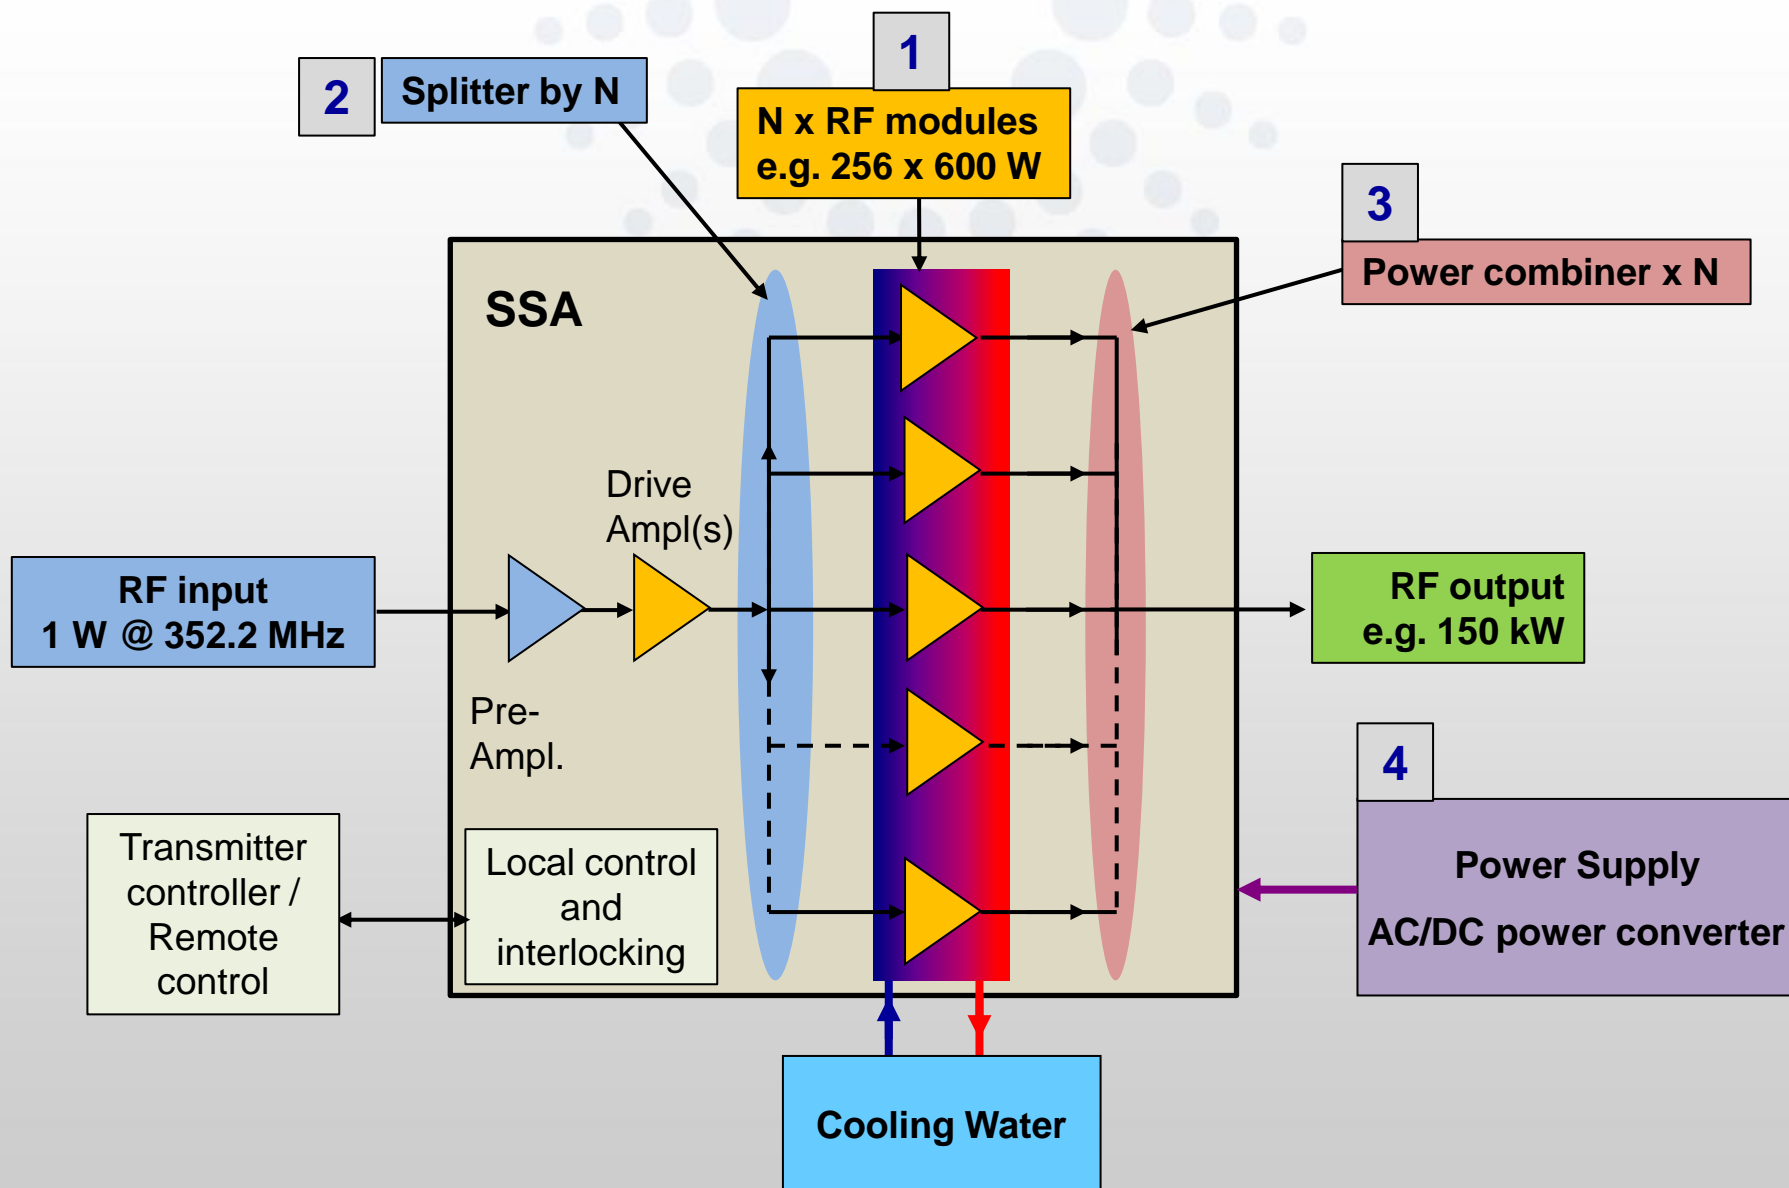 1
2
Splitter by N
N x RF modules
e.g. 256 x 600 W
3
Power combiner x N
SSA
Drive
Ampl(s)
RF input
1 W @ 352.2 MHz
RF output
e.g. 150 kW
Pre-
Ampl.
4
Power Supply
AC/DC power converter
Transmitter
controller /
Remote
control
Local control
and
interlocking
Cooling Water